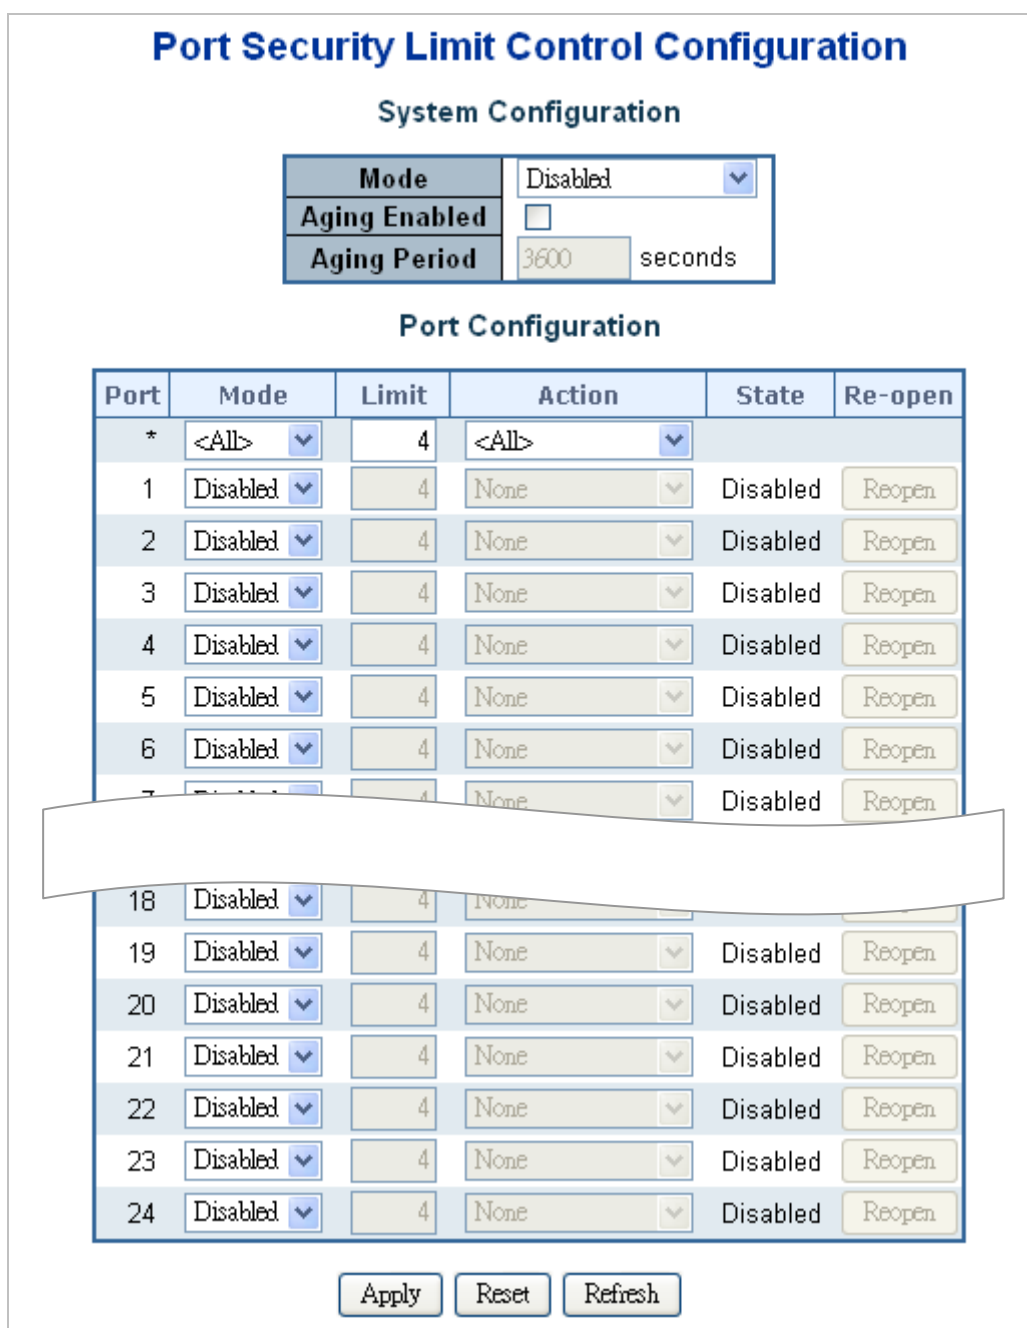 Port Security Limit Control Configuration
System Configuration
Mode Disabled
Aging Enabled
Aging Period 3600 seconds
Port Configuration
Port Mode Limit Action State Re-open
* <All> 4 <All>
1 Disabled 4 None Disabled Reopen
2 Disabled 4 None Disabled Reopen
3 Disabled 4 None Disabled Reopen
4 Disabled 4 None Disabled Reopen
5 Disabled 4 None Disabled Reopen
6 Disabled 4 None Disabled Reopen
4 None Disabled Reopen
18 Disabled 4 None
19 Disabled 4 None Disabled Reopen
20 Disabled 4 None Disabled Reopen
21 Disabled 4 None Disabled Reopen
22 Disabled 4 None Disabled Reopen
23 Disabled 4 None Disabled Reopen
24 Disabled 4 None Disabled Reopen
Apply Reset Refresh